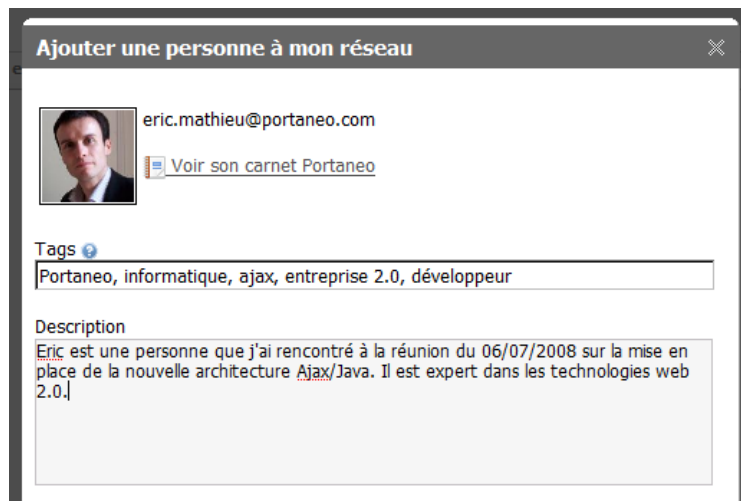 Ajouter une personne à mon réseau
eric.mathieu@portaneo.com
Voir son carnet Portaneo
Tags
Portaneo, informatique, ajax, entreprise 2.0, développeur
Description
Eric est une personne que j'ai rencontré à la réunion du 06/07/2008 sur la mise en
place de la nouvelle architecture Ajax/Java. Il est expert dans les technologies web
2.0.